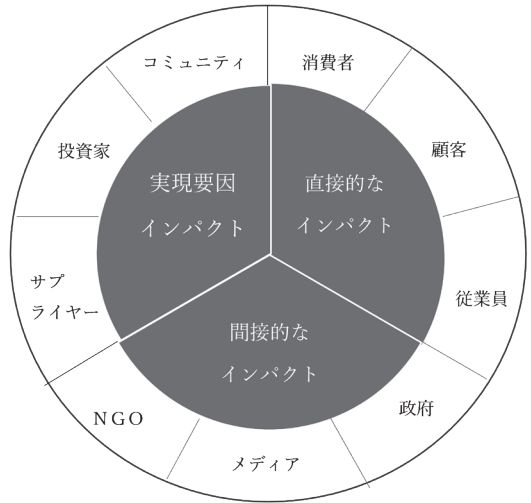 コミュニティ
消費者
投資家
顧客
実現要因
インパクト
直接的な
インパクト
サプ
ライヤー
従業員
間接的な
インパクト
NGO
政府
メディア